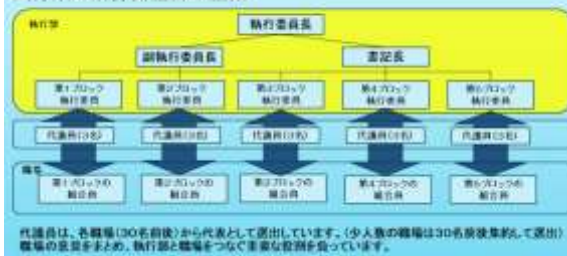 執行部
執行委員長
副執行委員長
書記長
第1ブロック
執行委員
第2ブロック
執行委員
第3ブロック
執行委員
第4ブロック
執行委員
第5ブロック
執行委員
代議員(3名)
代議員(3名)
代議員(3名)
代議員(3名)
代議員(3名)
職場
第1ブロックの
組合員
第2ブロックの
組合員
第3ブロックの
組合員
第4ブロックの
組合員
第5ブロックの
組合員
代議員は、各職場(30名前後)から代表として選出しています。(少人数の職場は30名前後集約して選出)
職場の意見をまとめ、執行部と職場をつなぐ重要な役割を負っています。